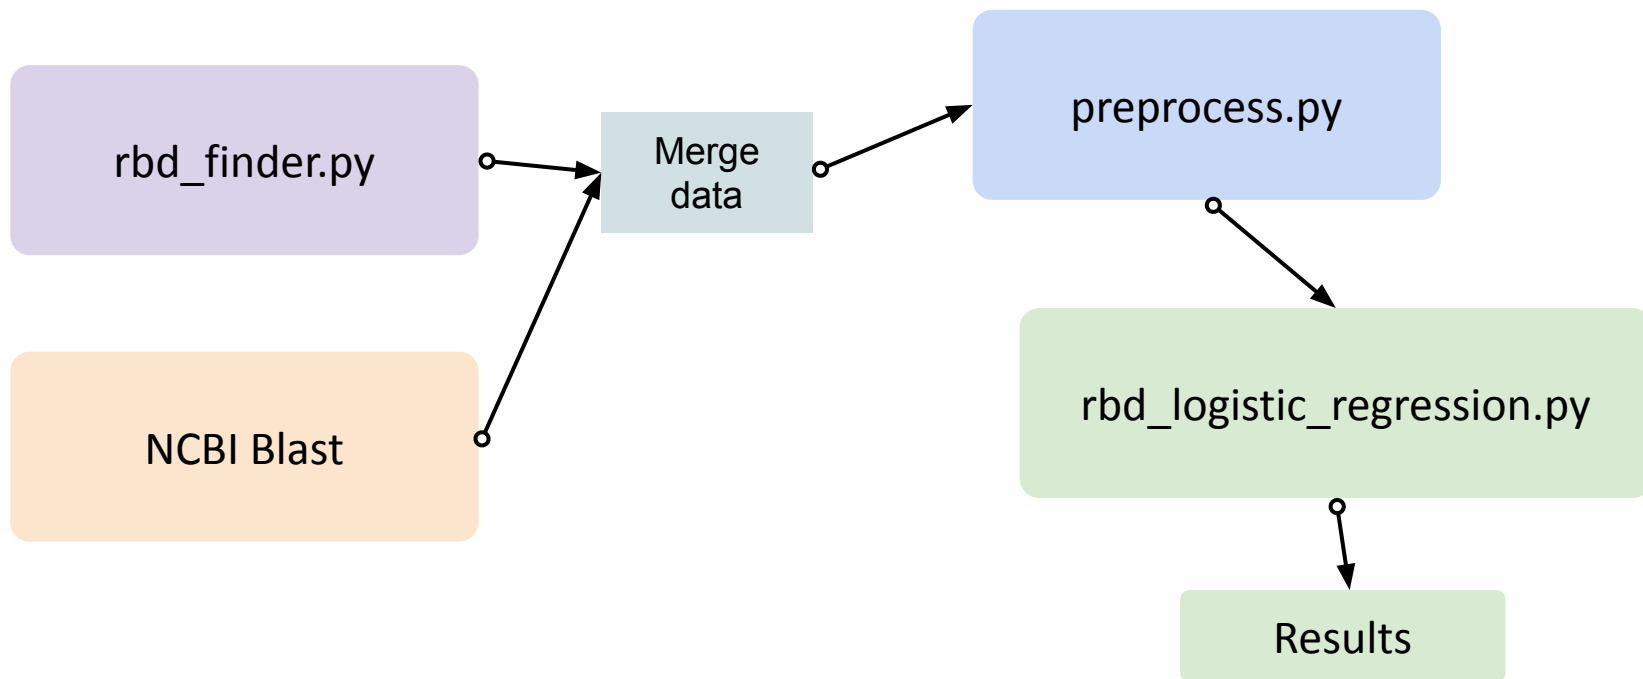 rbd_finder.py
NCBI Blast
Merge
data
preprocess.py
rbd_logistic_regression.py
Results